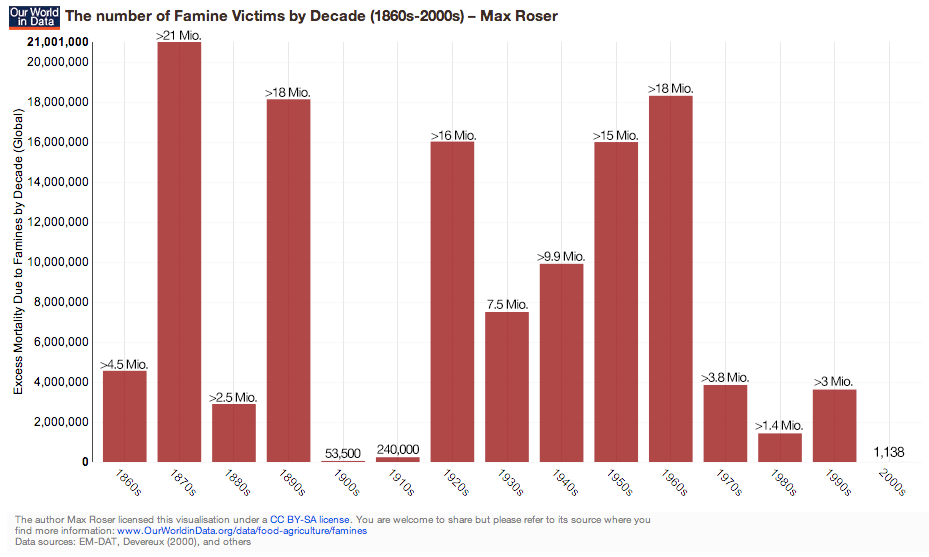 Our World
in Data
The number of Famine Victims by Decade (1860s-2000s) – Max Roser
Excess Mortality Due to Famines by Decade (Global)
21,001,000
20,000,000
18,000,000
16,000,000
14,000,000
12,000,000
10,000,000
8,000,000
6,000,000
4,000,000
2,000,000
0
>4.5 Mio.
>21 Mio.
>2.5 Mio.
>18 Mio.
53,500
240,000
>16 Mio.
7.5 Mio.
>9.9 Mio.
>15 Mio.
>18 Mio.
>3.8 Mio.
>1.4 Mio.
>3 Mio.
1,138
1860s
1870s
1880s
1890s
1900s
1910s
1920s
1930s
1940s
1950s
1960s
1970s
1980s
1990s
2000s
The author Max Roser licensed this visualisation under a CC BY-SA license. You are welcome to share but please refer to its source where you
find more information: www.OurWorldinData.org/data/food-agriculture/famines
Data sources: EM-DAT, Devereux (2000), and others